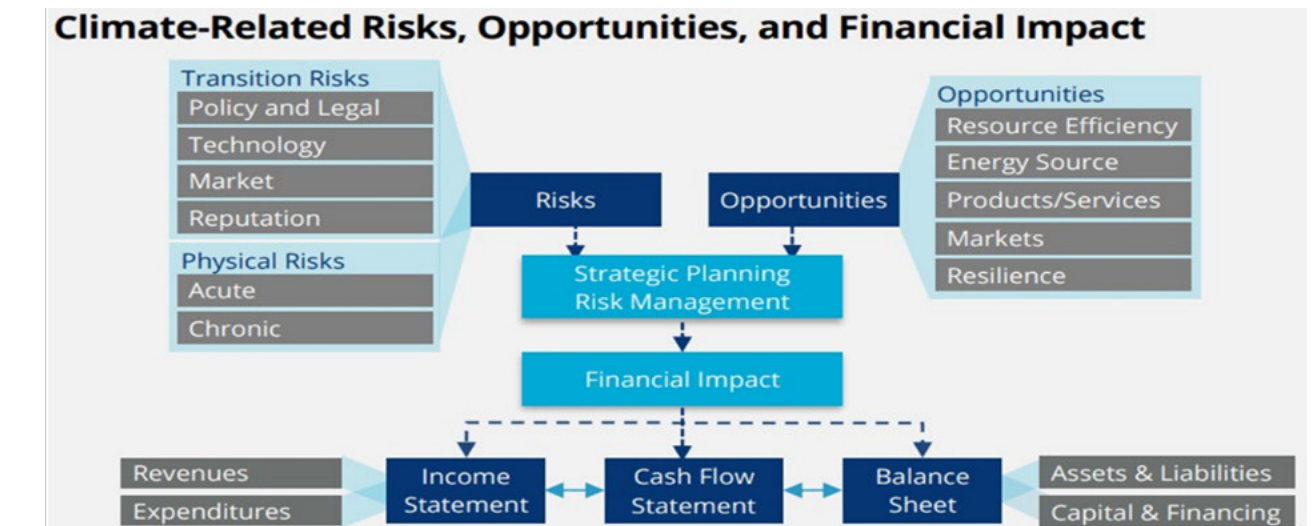 Climate-Related Risks, Opportunities, and Financial Impact
Transition Risks
Policy and Legal
Technology
Market
Reputation
Physical Risks
Acute
Chronic
Risks
Opportunities
Opportunities
Resource Efficiency
Energy Source
Products/Services
Markets
Resilience
Strategic Planning
Risk Management
Financial Impact
Revenues
Expenditures
Income
Statement
Cash Flow
Statement
Balance
Sheet
Assets & Liabilities
Capital & Financing